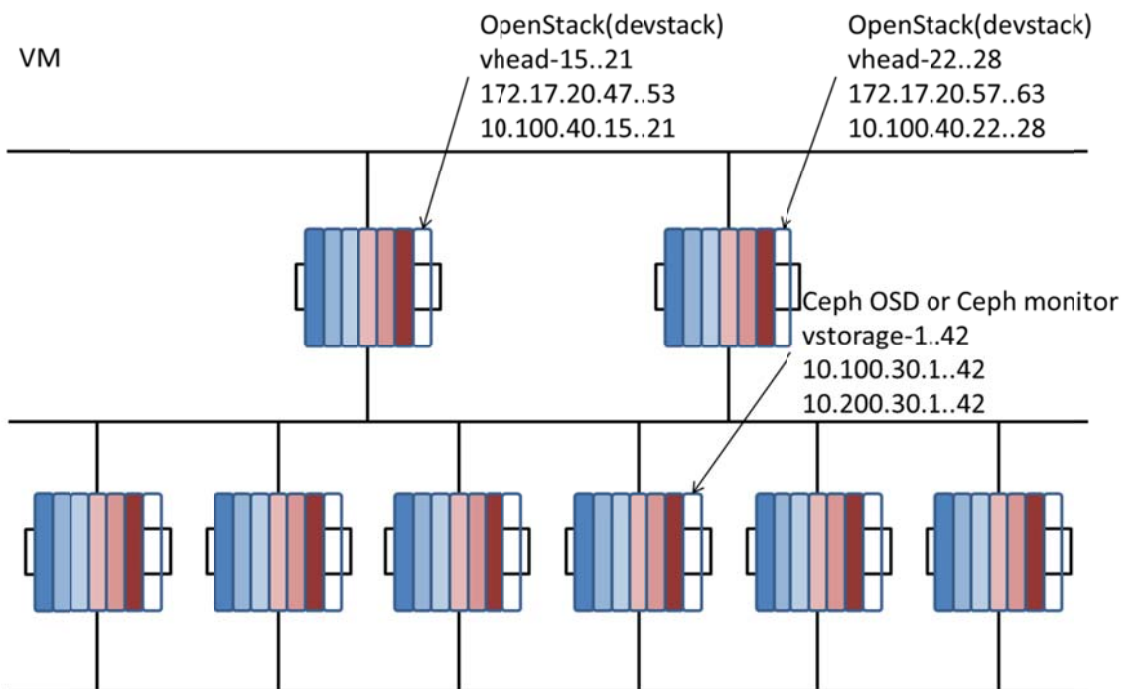 VM
OpenStack(devstack)
vhead-15..21
172.17.20.47..53
10.100.40.15..21
OpenStack(devstack)
vhead-22..28
172.17.20.57..63
10.100.40.22..28
Ceph OSD or Ceph monitor
vstorage-1..42
10.100.30.1..42
10.200.30.1..42